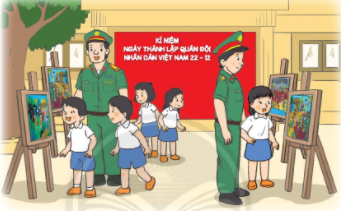 KỈ NIỆM
NGÀY THÀNH LẬP QUÂN ĐỘI
NHÂN DÂN VIỆT NAM 22 - 12